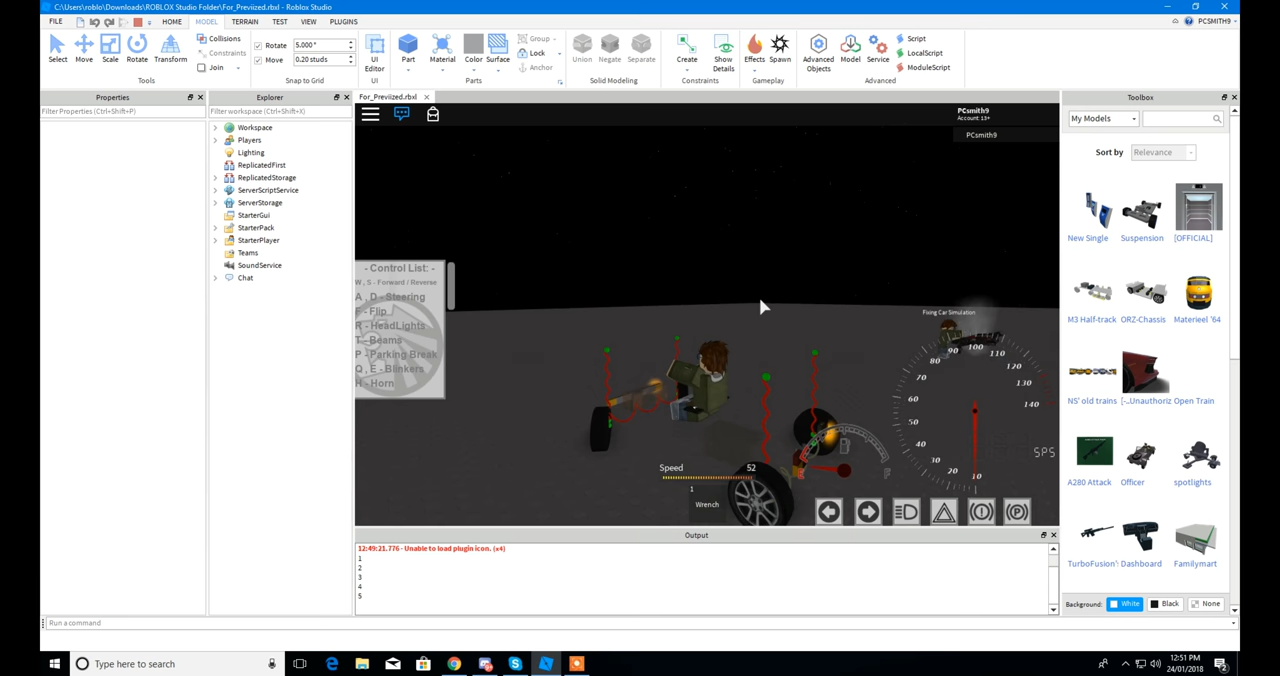 C:\Users\roblo\Downloads\ROBLOX Studio Folder\For_Previized.rbxl - Roblox Studio
FILE HOME MODEL TERRAIN TEST VIEW PLUGINS PCSMITH9
Select Move Scale Rotate Transform
Collisions
Constraints
Join
Tools
Rotate 5.000 °
Move 0.20 studs
Snap to Grid
UI Editor
UI
Part Material Color Surface
Group
Lock
Anchor
Parts
Union Negate Separate
Solid Modeling
Create Show Details
Constraints
Effects Spawn
Gameplay
Advanced Objects Model Service
Script
LocalScript
ModuleScript
Advanced
Properties
Filter Properties (Ctrl+Shift+P)
Explorer
Filter workspace (Ctrl+Shift+X)
Workspace
Players
Lighting
ReplicatedFirst
ReplicatedStorage
ServerScriptService
ServerStorage
StarterGui
StarterPack
StarterPlayer
Teams
SoundService
Chat
For_Previized.rbxl
PCsmith9
Account: 13+
PCsmith9
- Control List: -
W , S - Forward / Reverse
A , D - Steering
F - Flip
R - HeadLights
T - Beams
P - Parking Break
Q , E - Blinkers
H - Horn
Fixing Car Simulation
10 20 30 40 50 60 70 80 90 100 110 120 130 140
SPS
Speed 52
1
Wrench
Output
12:49:21.776 - Unable to load plugin icon. (x4)
1
2
3
4
5
Run a command
Toolbox
My Models
Sort by Relevance
New Single Suspension [OFFICIAL]
M3 Half-track ORZ-Chassis Materieel '64
NS' old trains [-..Unauthoriz Open Train
A280 Attack Officer spotlights
TurboFusion': Dashboard Familymart
Background: White Black None
Type here to search
12:51 PM
24/01/2018
2